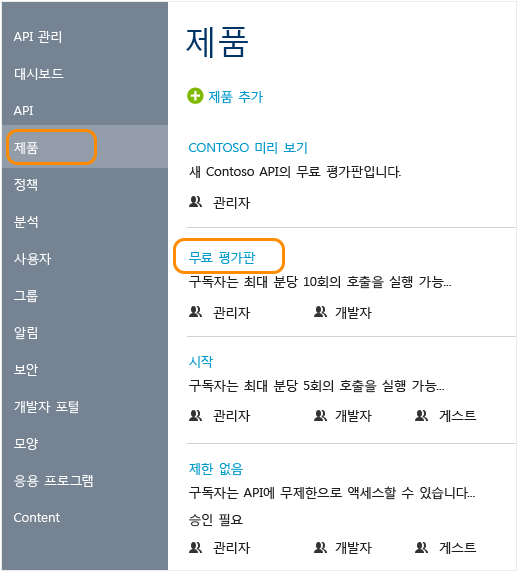 API 관리
대시보드
API
제품
정책
분석
사용자
그룹
알림
보안
개발자 포털
모양
응용 프로그램
Content
제품
제품 추가
CONTOSO 미리 보기
새 Contoso API의 무료 평가판입니다.
관리자
무료 평가판
구독자는 최대 분당 10회의 호출을 실행 가능...
관리자 개발자
시작
구독자는 최대 분당 5회의 호출을 실행 가능...
관리자 개발자 게스트
제한 없음
구독자는 API에 무제한으로 액세스할 수 있습니다...
승인 필요
관리자 개발자 게스트